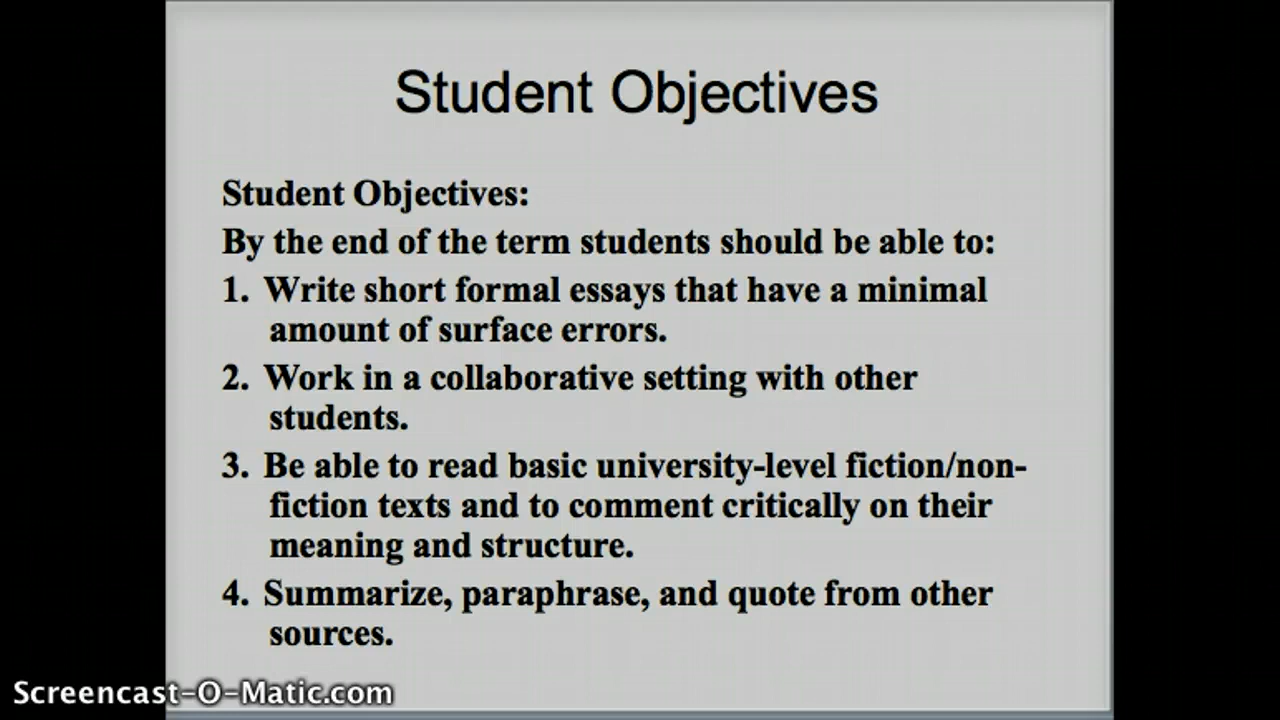 Student Objectives
Student Objectives:
By the end of the term students should be able to:
1. Write short formal essays that have a minimal
amount of surface errors.
2. Work in a collaborative setting with other
students.
3. Be able to read basic university-level fiction/non-
fiction texts and to comment critically on their
meaning and structure.
4. Summarize, paraphrase, and quote from other
sources.
Screencast-O-Matic.com